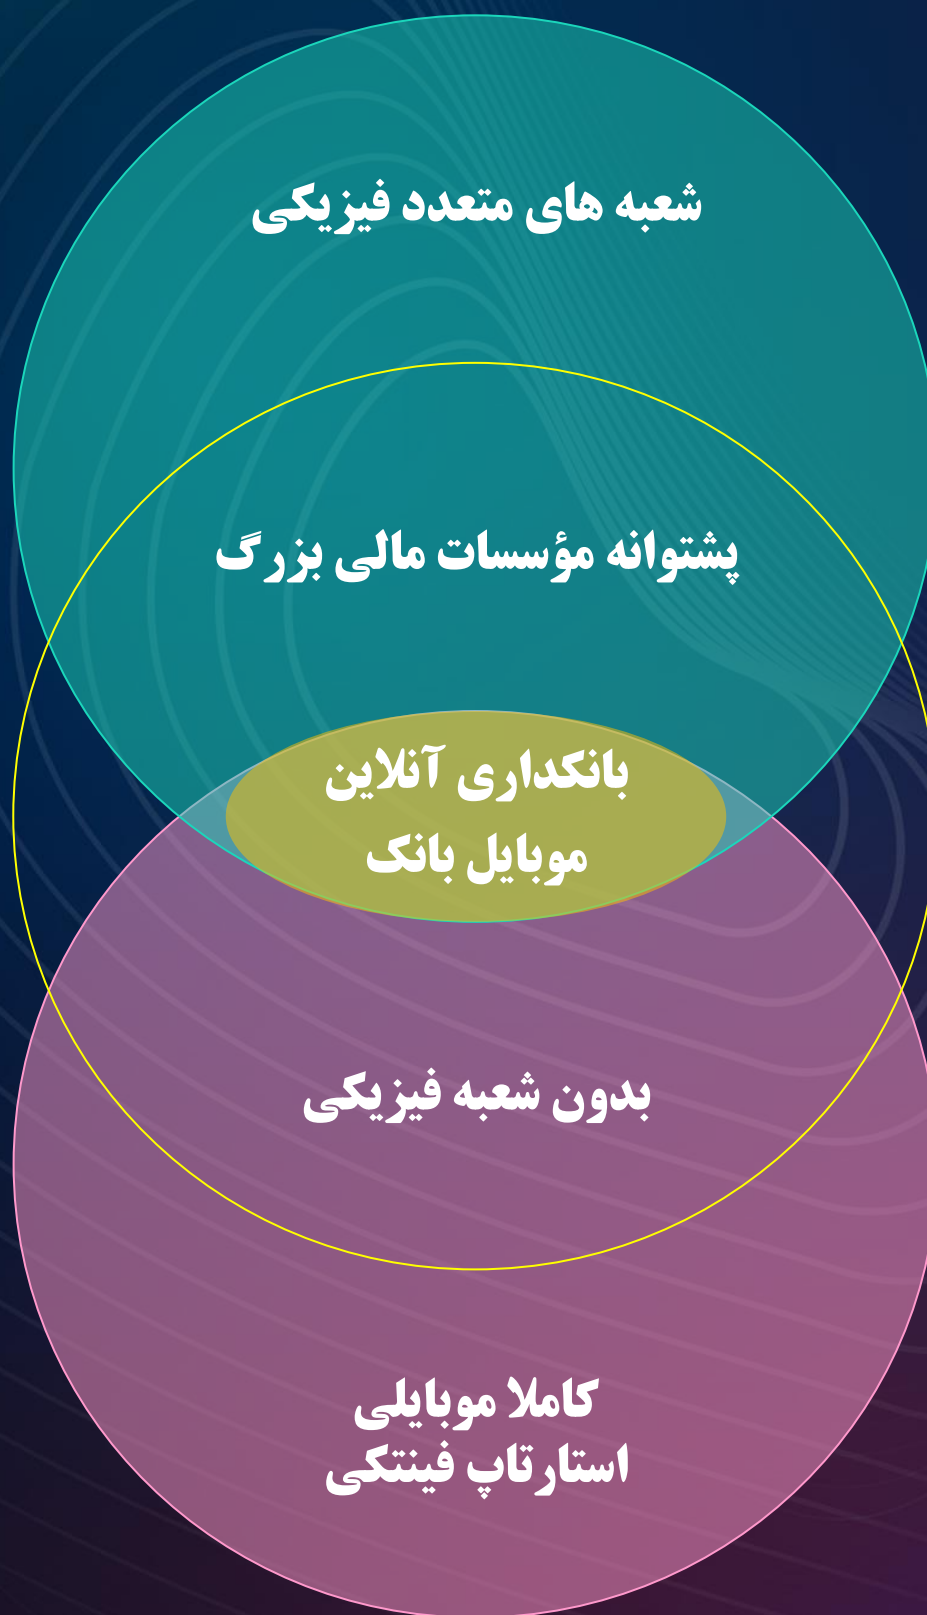 شعبه های متعدد فیزیکی
پشتوانه مؤسسات مالی بزرگ
بانکداری آنلاین
موبایل بانک
بدون شعبه فیزیکی
کاملا موبایلی
استارتاپ فینتکی